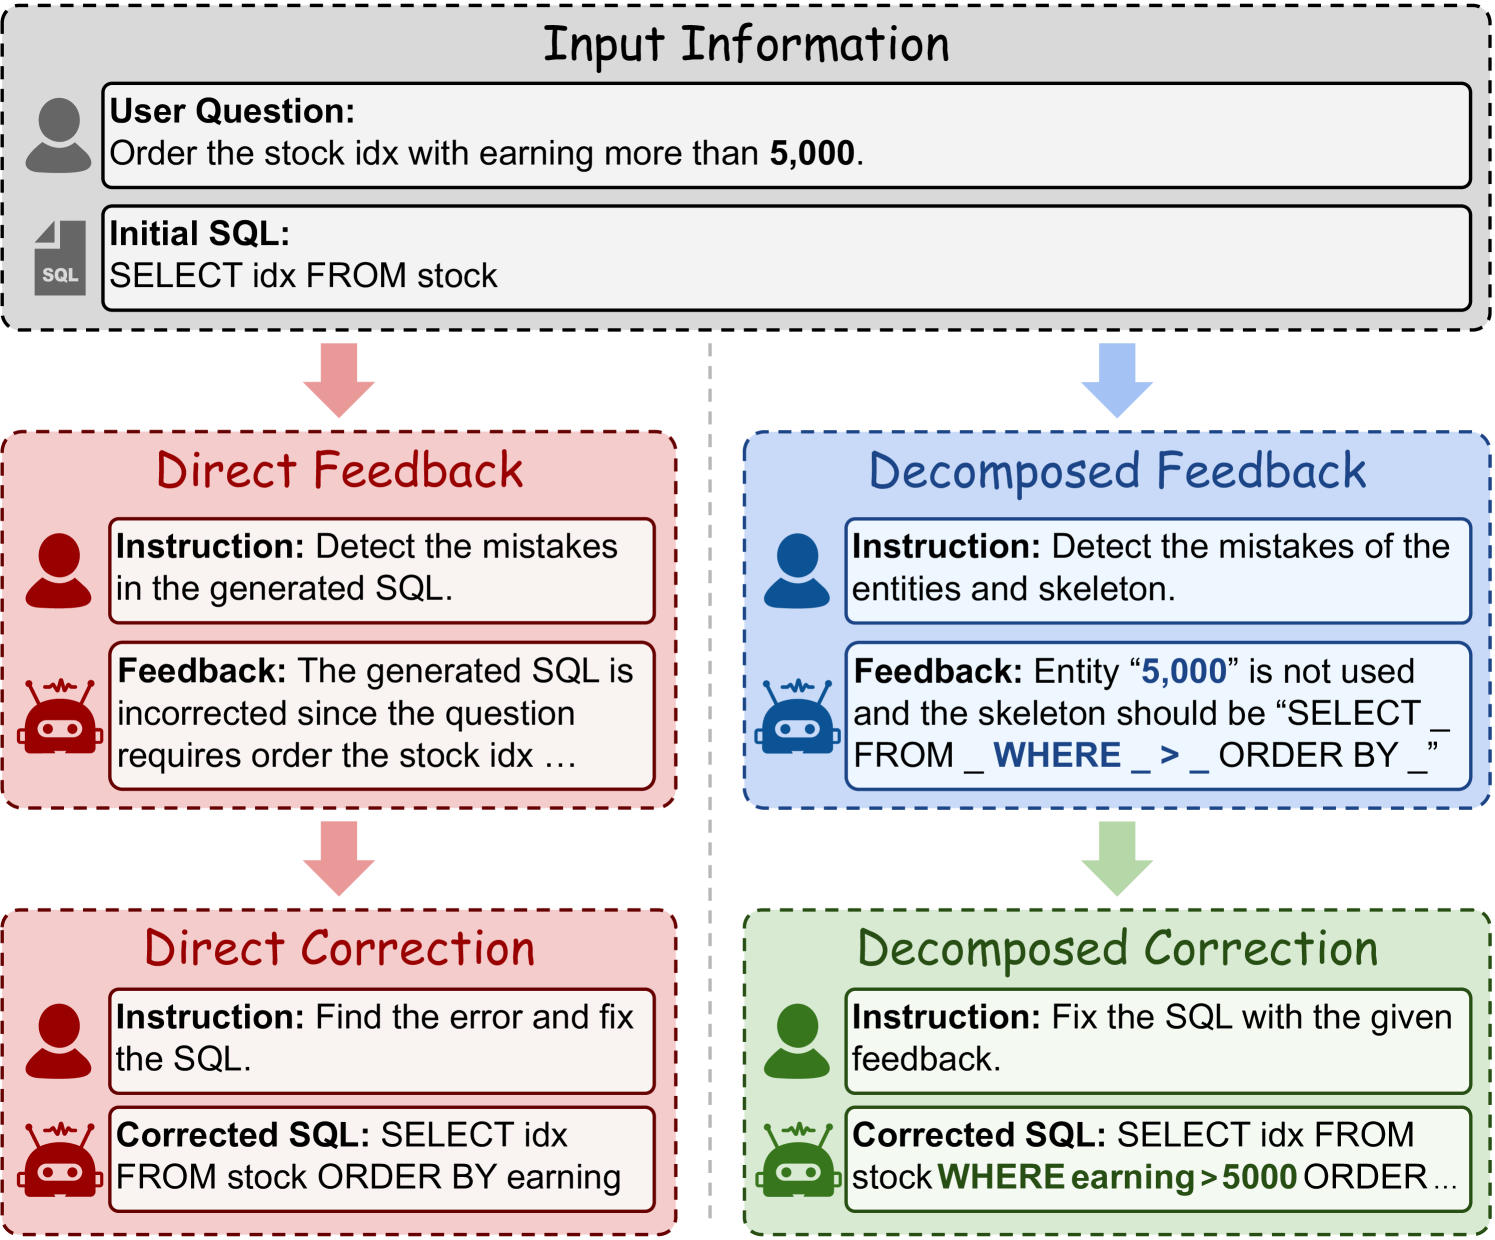 Input Information
User Question:
Order the stock idx with earning more than 5,000.
SQL
Initial SQL:
SELECT idx FROM stock
Direct Feedback
Instruction: Detect the mistakes
in the generated SQL.
Feedback: The generated SQL is
incorrected since the question
requires order the stock idx ...
Decomposed Feedback
Instruction: Detect the mistakes of the
entities and skeleton.
Feedback: Entity “5,000” is not used
and the skeleton should be “SELECT _
FROM _ WHERE _ > _ ORDER BY _”
Direct Correction
Instruction: Find the error and fix
the SQL.
Corrected SQL: SELECT idx
FROM stock ORDER BY earning
Decomposed Correction
Instruction: Fix the SQL with the given
feedback.
Corrected SQL: SELECT idx FROM
stock WHERE earning > 5000 ORDER ...